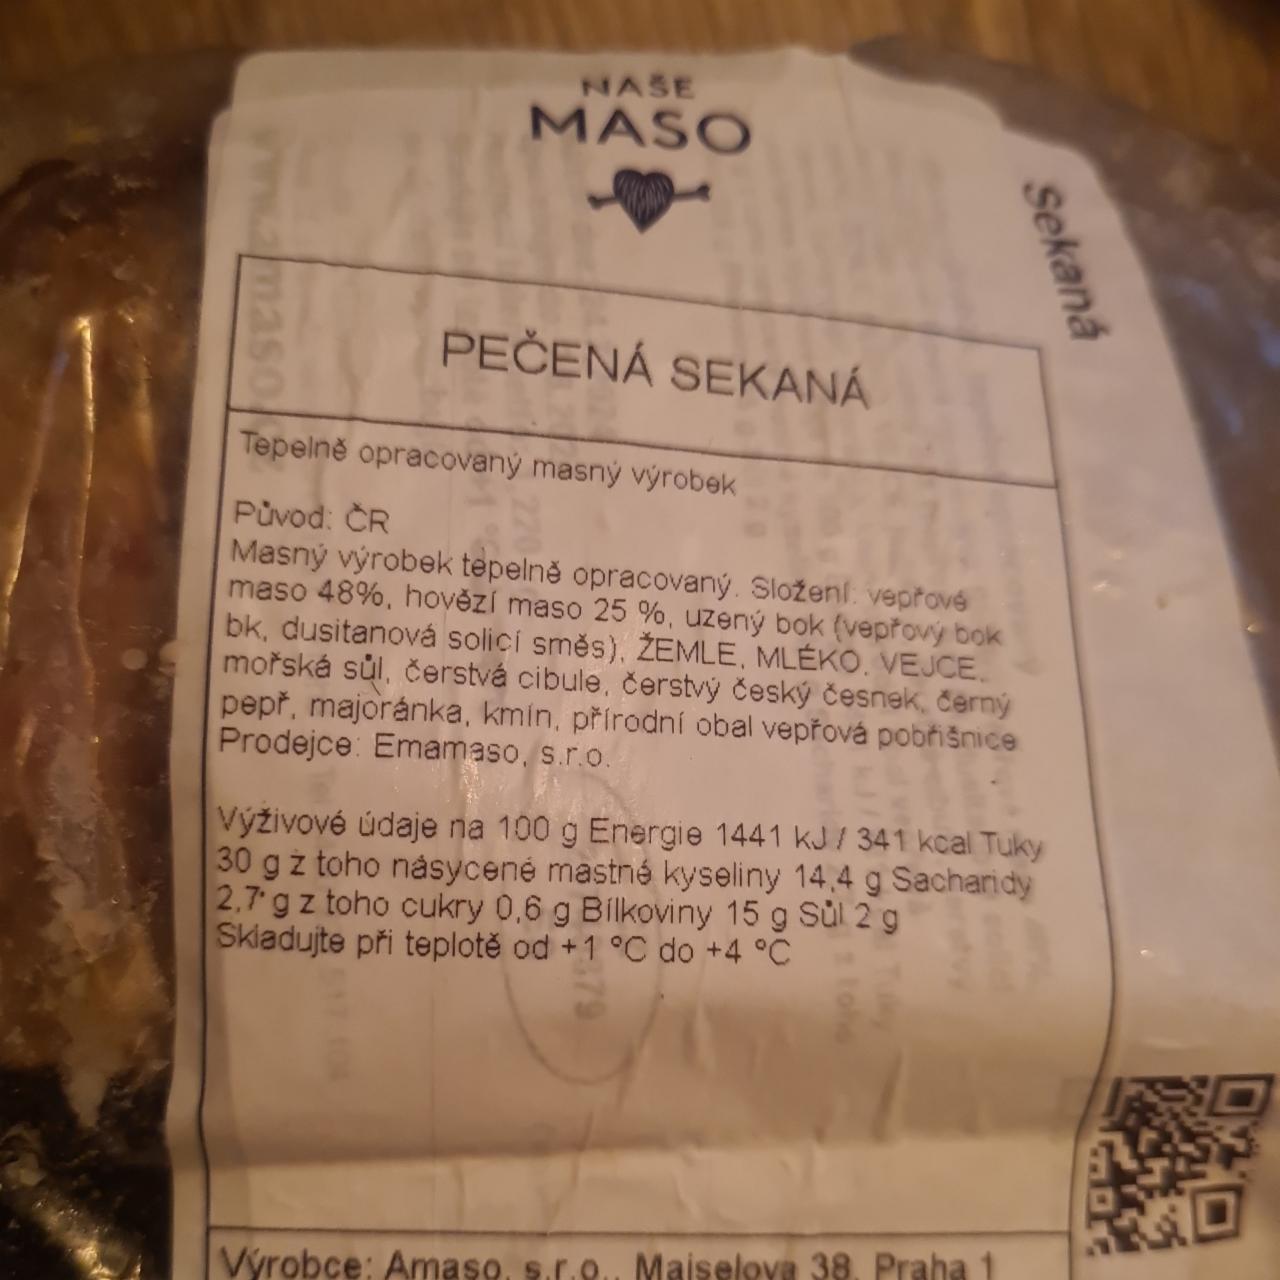 NAŠE
MASO
Sekaná
PEČENÁ SEKANÁ
Tepelně opracovaný masný výrobek
Původ: ČR
Masný výrobek tepelně opracovaný. Složení: vepřové
maso 48%, hovězí maso 25 %, uzený bok (vepřový bok
bk, dusitanová solicí směs), ŽEMLE, MLÉKO, VEJCE,
mořská sůl, čerstvá cibule, čerstvý český česnek, černý
pepř, majoránka, kmín, přírodní obal vepřová pobřišnice
Prodejce: Emamaso, s.r.o.
Výživové údaje na 100 g Energie 1441 kJ / 341 kcal Tuky
30 g z toho nasycené mastné kyseliny 14,4 g Sacharidy
2,7 g z toho cukry 0,6 g Bílkoviny 15 g Sůl 2 g
Skladujte při teplotě od +1 °C do +4 °C
Výrobce: Amaso, s.r.o., Maiselova 38, Praha 1